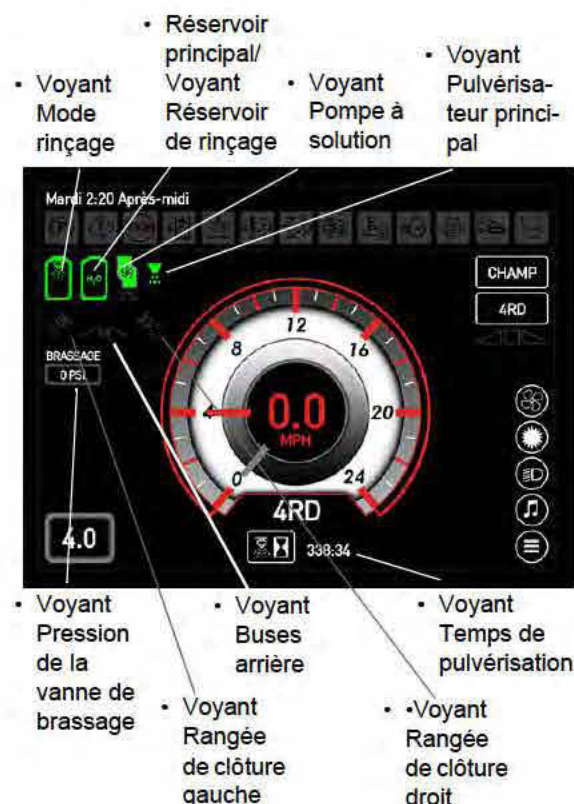 • Réservoir
principal/
Voyant
Réservoir
de rinçage
• Voyant
Mode
rinçage
• Voyant
Pompe à
solution
• Voyant
Pulvérisa-
teur princi-
pal
Mardi 2:20 Après-midi
H₂O
CHAMP
4RD
BRASSAGE
0 PSI
0
4
8
12
16
20
24
0.0
MPH
4RD
4.0
338:34
• Voyant
Pression
de la
vanne de
brassage
• Voyant
Buses
arrière
• Voyant
Temps de
pulvérisation
• Voyant
Rangée
de clôture
gauche
• •Voyant
Rangée
de clôture
droit